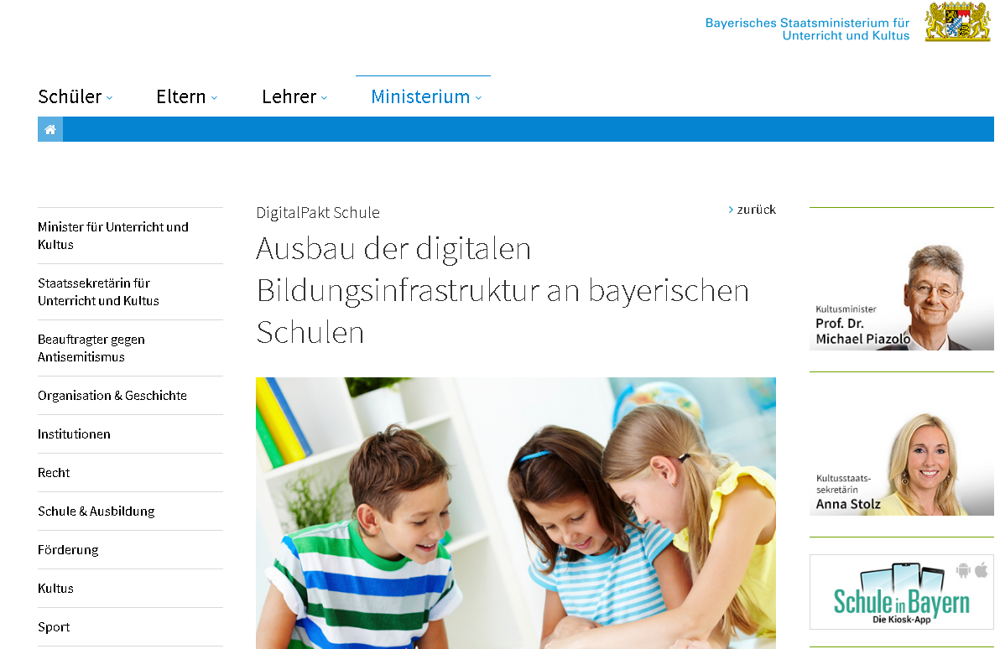 Bayerisches Staatsministerium für
Unterricht und Kultus
Schüler
Eltern
Lehrer
Ministerium
Minister für Unterricht und
Kultus
Staatssekretärin für
Unterricht und Kultus
Beauftragter gegen
Antisemitismus
Organisation & Geschichte
Institutionen
Recht
Schule & Ausbildung
Förderung
Kultus
Sport
DigitalPakt Schule
zurück
Ausbau der digitalen
Bildungsinfrastruktur an bayerischen
Schulen
Kultusminister
Prof. Dr.
Michael Piazolo
Kultusstaats-
sekretärin
Anna Stolz
Schule in Bayern
Die Kiosk-App